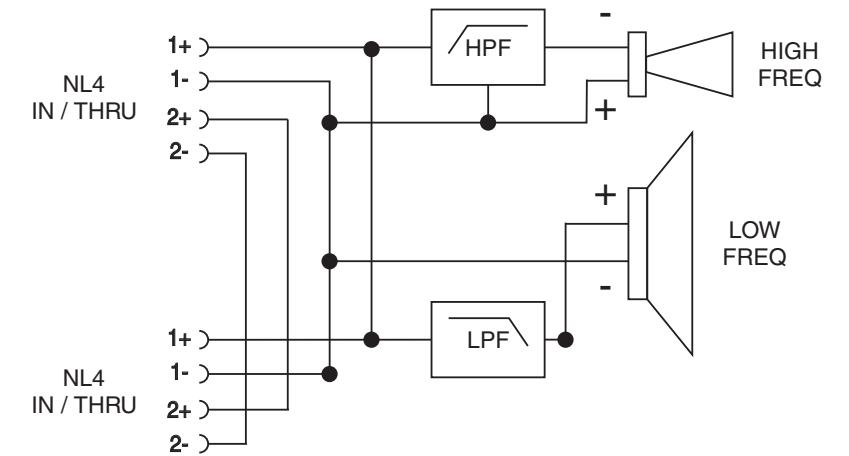 1+
1-
2+
2-
NL4
IN / THRU
HPF
-
+
HIGH
FREQ
+
-
LOW
FREQ
1+
1-
2+
2-
NL4
IN / THRU
LPF